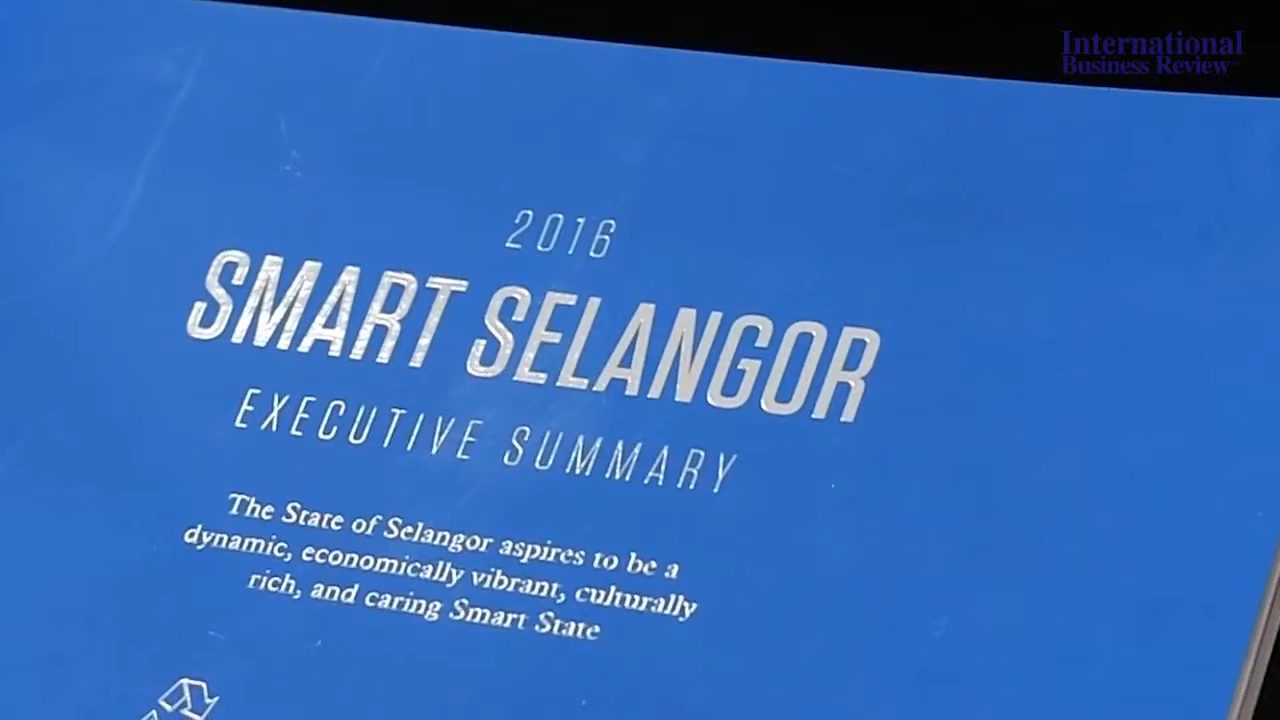 International
Business Review™
2016
SMART SELANGOR
EXECUTIVE SUMMARY
The State of Selangor aspires to be a
dynamic, economically vibrant, culturally
rich, and caring Smart State